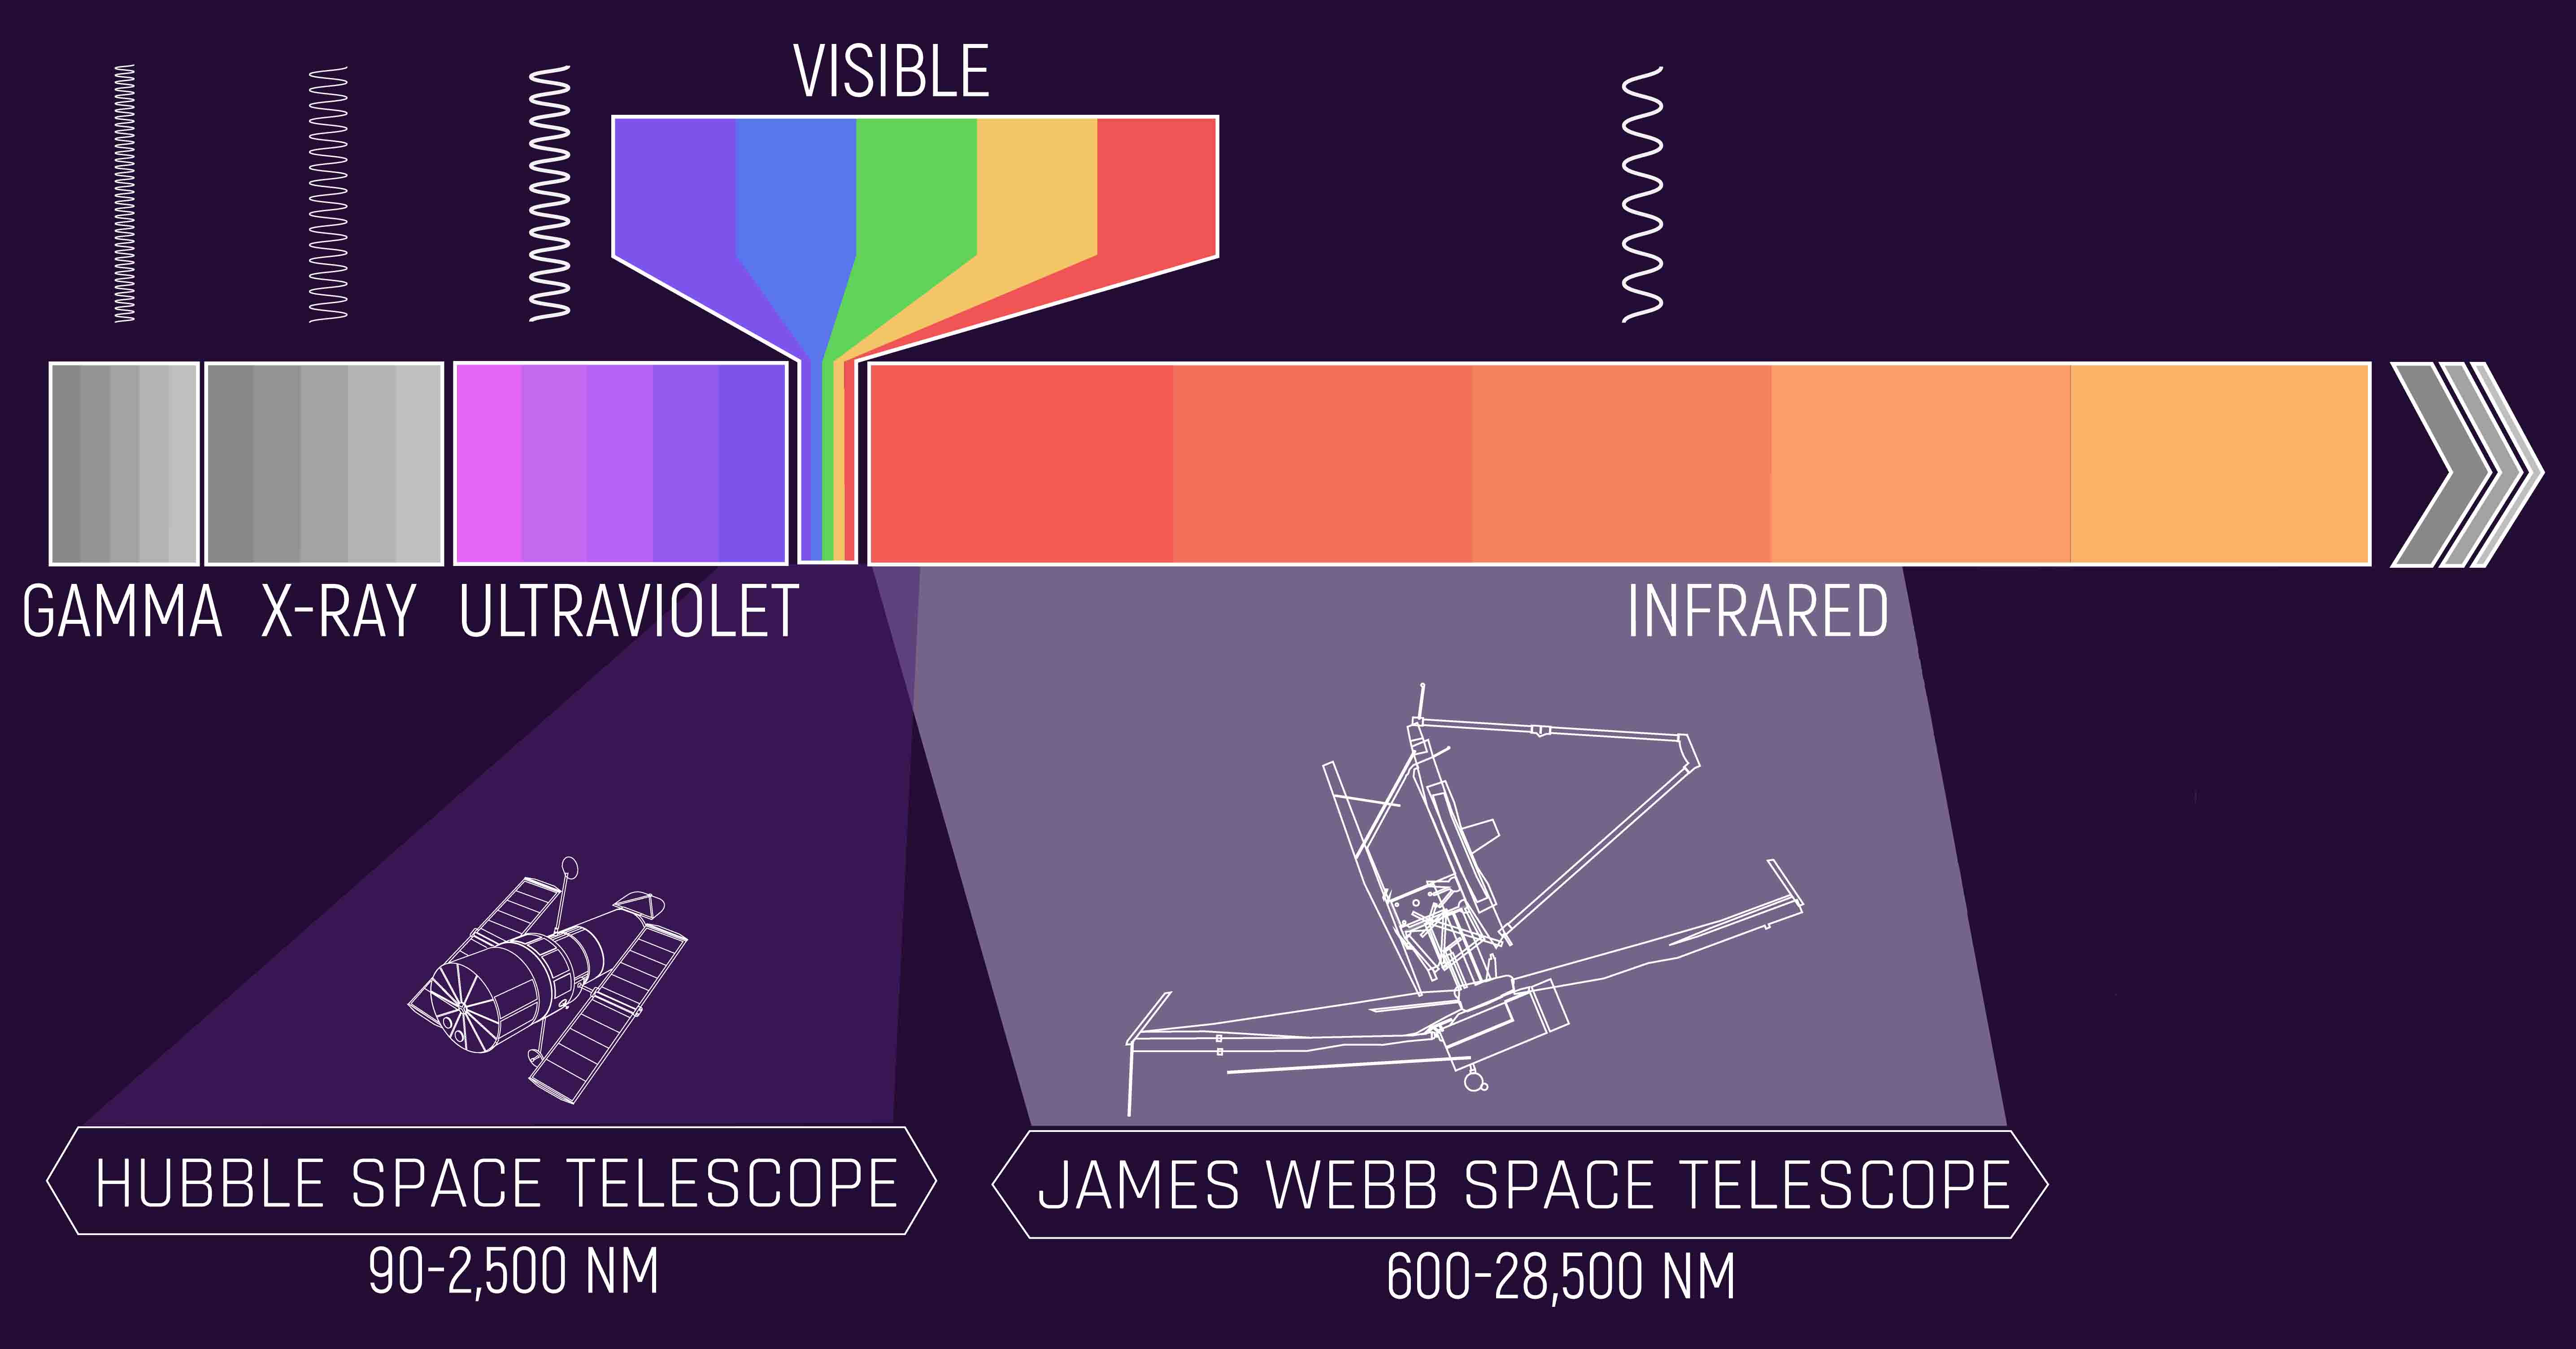 VISIBLE
GAMMA X-RAY ULTRAVIOLET INFRARED
HUBBLE SPACE TELESCOPE
90-2,500 NM
JAMES WEBB SPACE TELESCOPE
600-28,500 NM